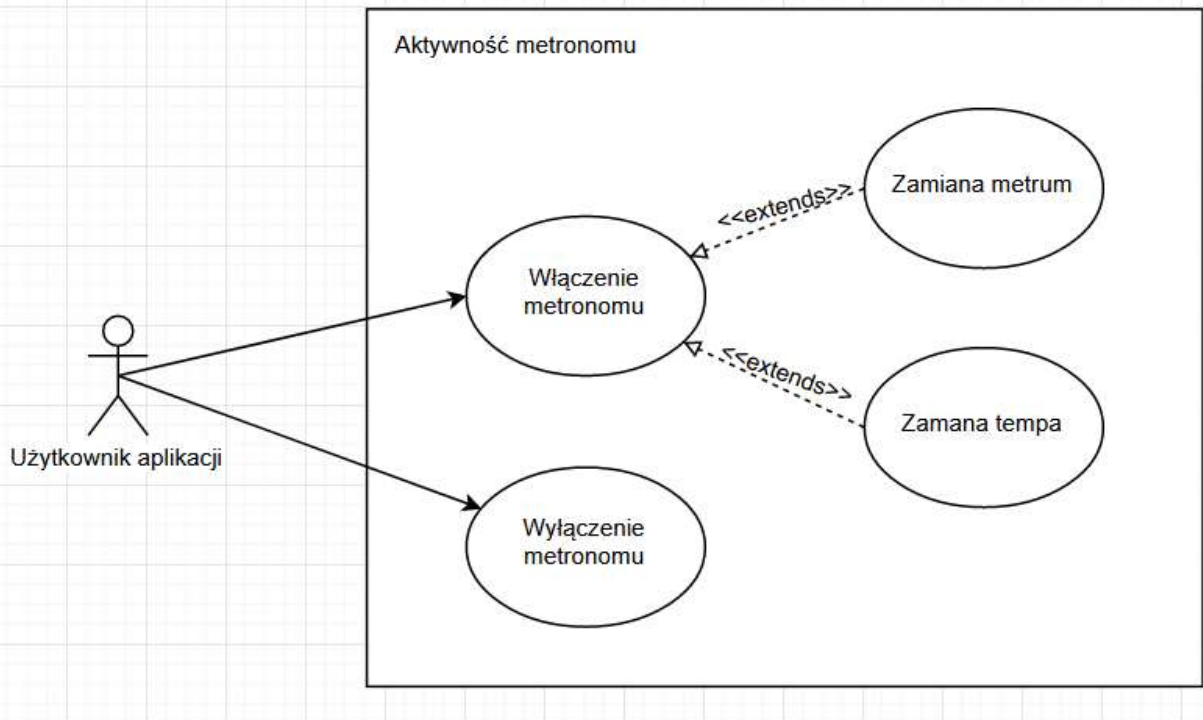 Aktywność metronomu
Zamiana metrum
<<extends>>
Włączenie
metronomu
<<extends>>
Zamana tempa
Użytkownik aplikacji
Wyłączenie
metronomu